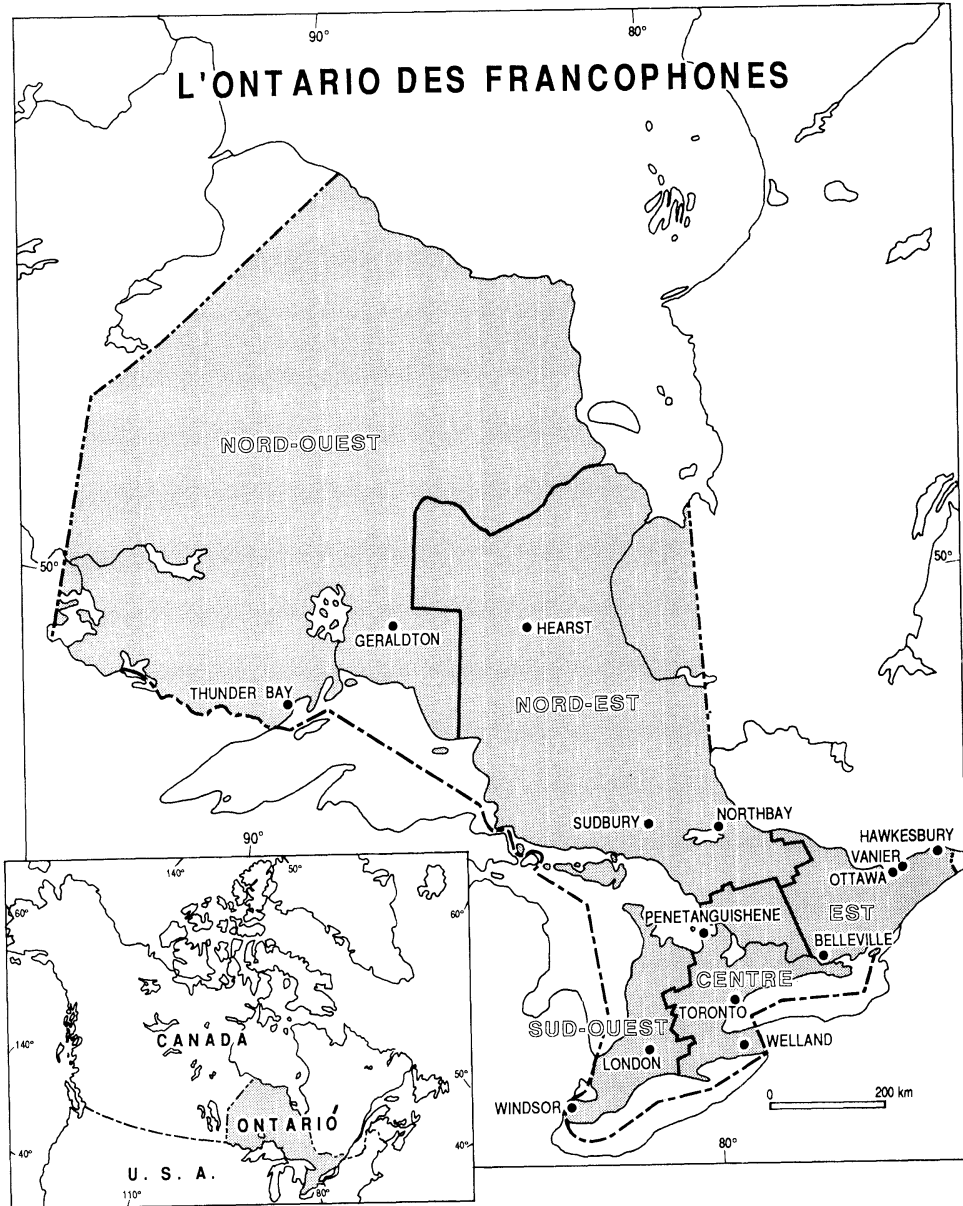 90°
80°
L'ONTARIO DES FRANCOPHONES
NORD-OUEST
50°
50°
GERALDTON
HEARST
THUNDER BAY
NORD-EST
SUDBURY
NORTHBAY
HAWKESBURY
VANIER
OTTAWA
EST
PENETANGUISHENE
BELLEVILLE
CENTRE
TORONTO
SUD-OUEST
WELLAND
LONDON
WINDSOR
0 200 km
80°
90°
140°
50°
60°
60°
CANADA
140°
50°
ONTARIO
40°
40°
U. S. A.
110°
80°